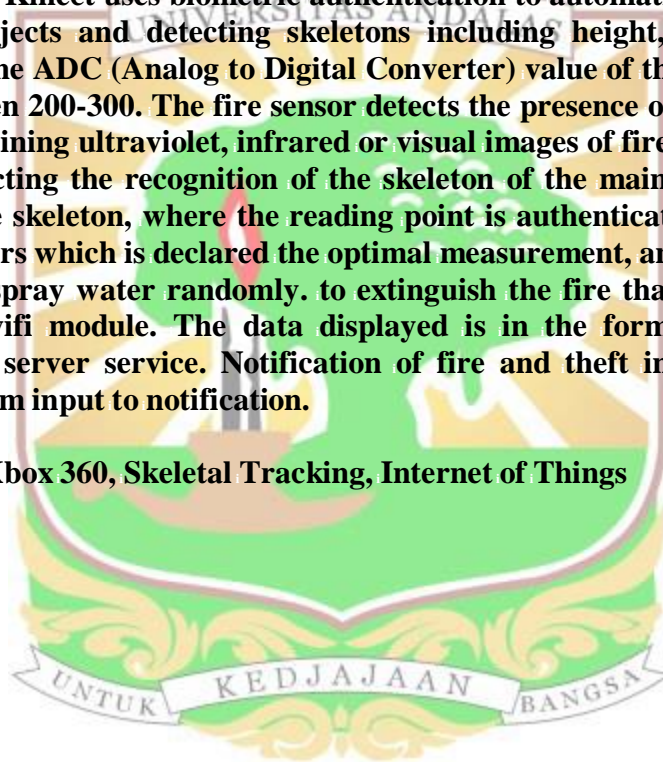 Kinect uses biometric authentication to automat
UNIVERSITAS ANDALAS
jects and detecting skeletons including height,
ne ADC (Analog to Digital Converter) value of th
en 200-300. The fire sensor detects the presence o
ining ultraviolet, infrared or visual images of fire
cting the recognition of the skeleton of the main
e skeleton, where the reading point is authenticat
rs which is declared the optimal measurement, an
spray water randomly. to extinguish the fire tha
vifi module. The data displayed is in the form
server service. Notification of fire and theft in
m input to notification.
Xbox 360, Skeletal Tracking, Internet of Things
UNTUK KEDJAJAAN BANGSA